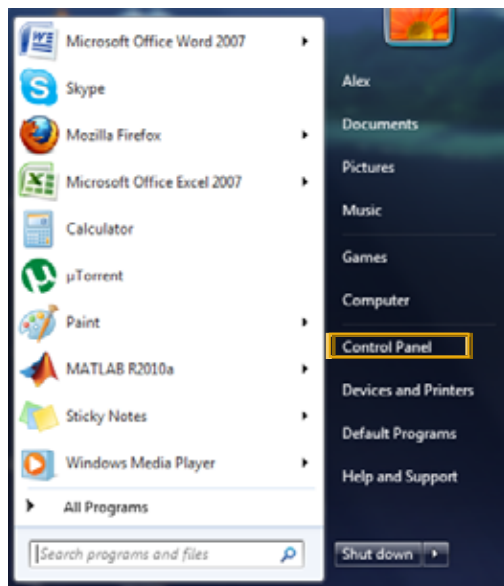 Microsoft Office Word 2007
Skype
Mozilla Firefox
Microsoft Office Excel 2007
Calculator
µTorrent
Paint
MATLAB R2010a
Sticky Notes
Windows Media Player
All Programs
Search programs and files
Alex
Documents
Pictures
Music
Games
Computer
Control Panel
Devices and Printers
Default Programs
Help and Support
Shut down